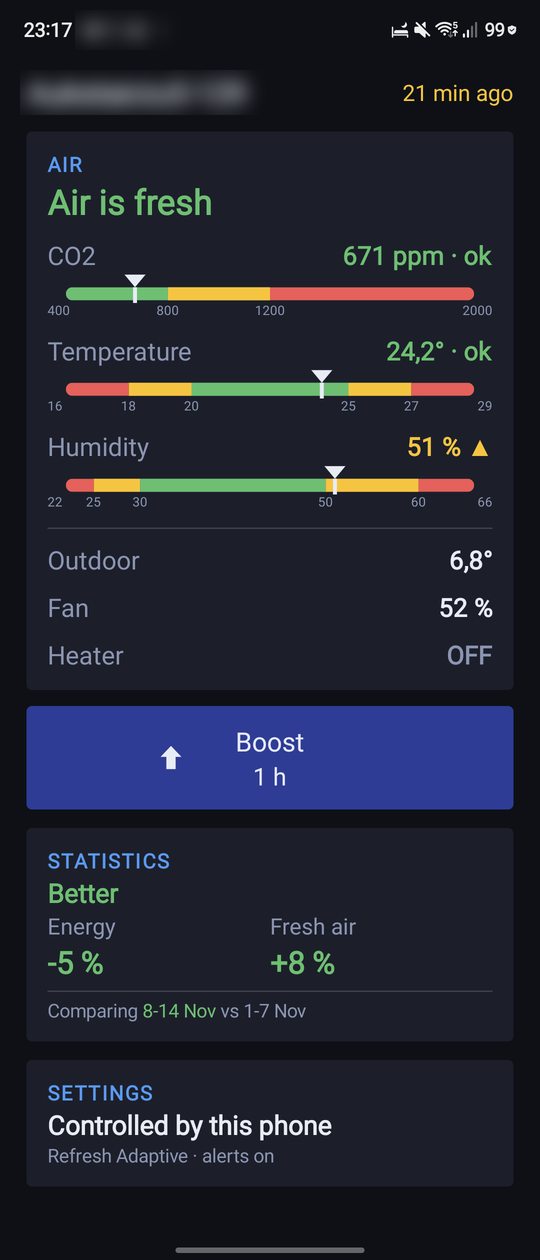 23:17 99
21 min ago
AIR
Air is fresh
CO2 671 ppm · ok
400 800 1200 2000
Temperature 24,2° · ok
16 18 20 25 27 29
Humidity 51 % ▲
22 25 30 50 60 66
Outdoor 6,8°
Fan 52 %
Heater OFF
Boost
1 h
STATISTICS
Better
Energy Fresh air
-5 % +8 %
Comparing 8-14 Nov vs 1-7 Nov
SETTINGS
Controlled by this phone
Refresh Adaptive · alerts on